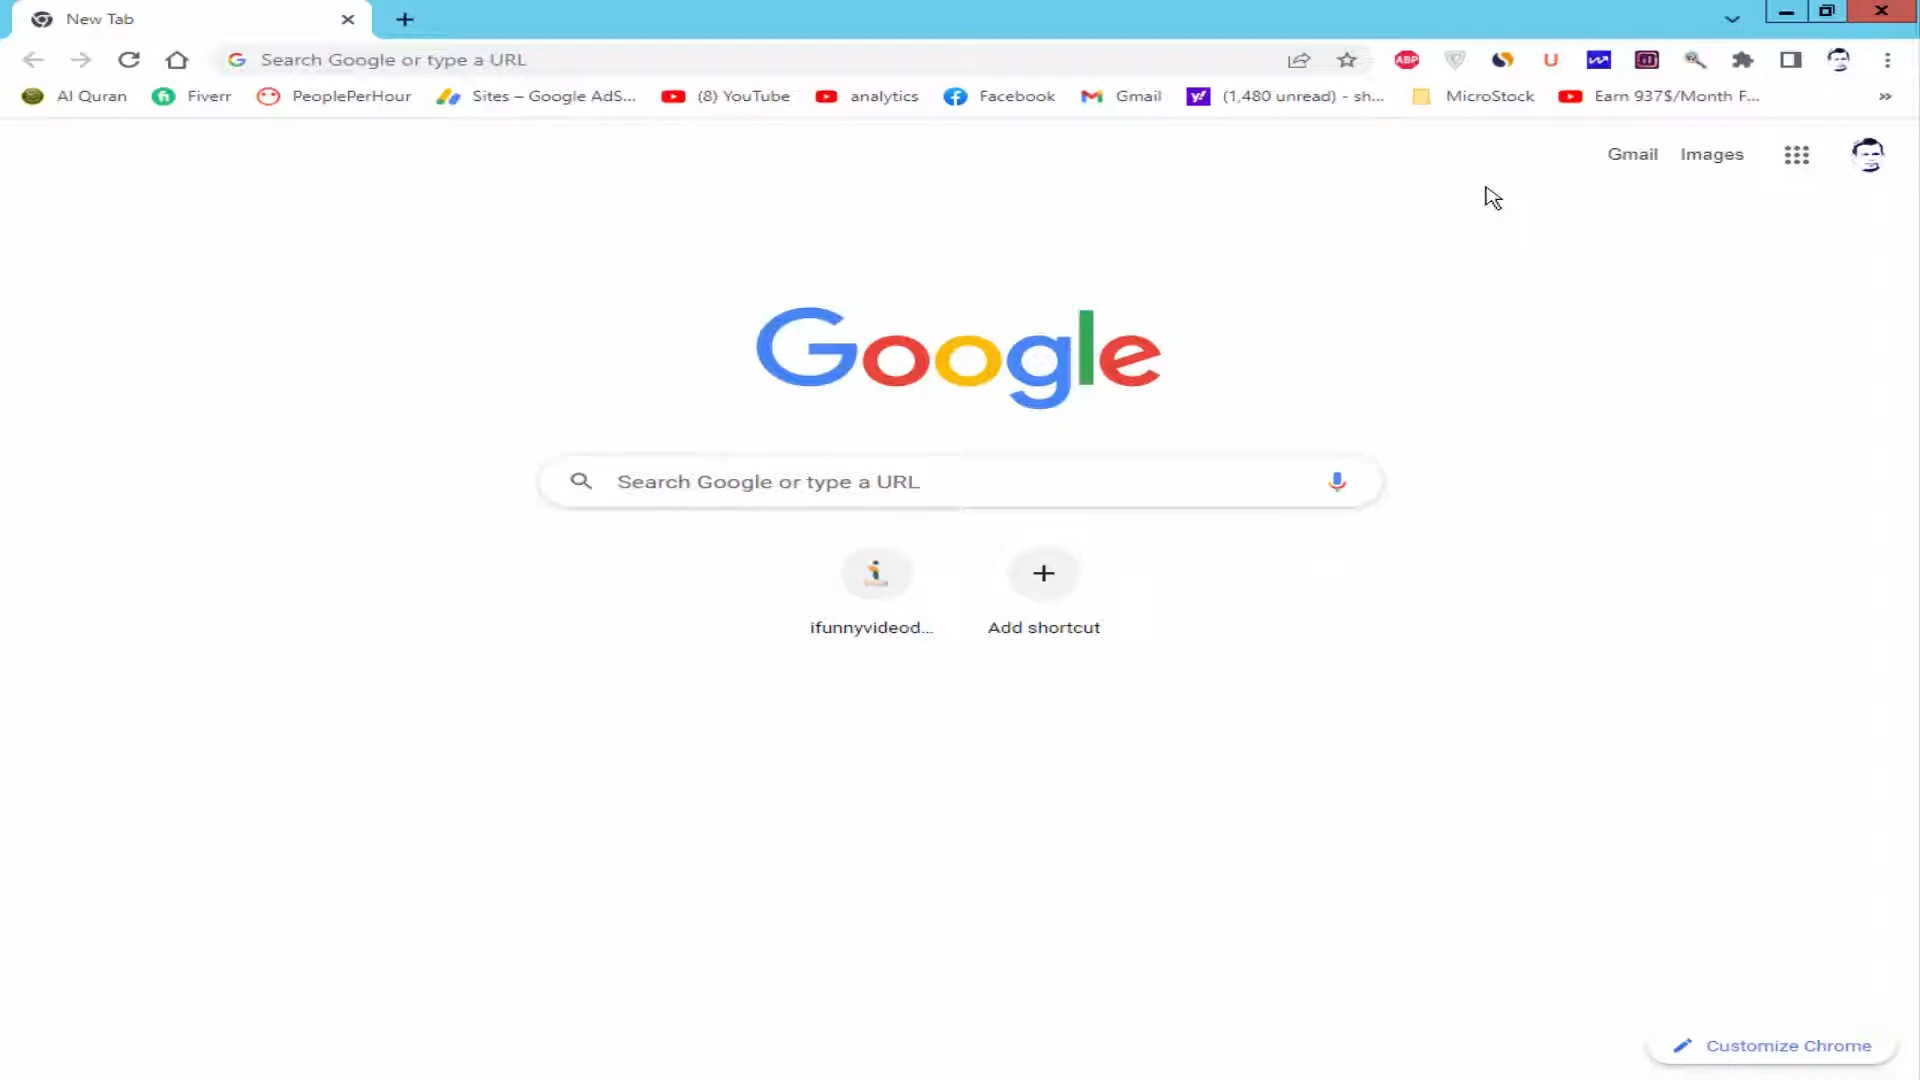 New Tab
Search Google or type a URL
ABP
Al Quran Fiverr PeoplePerHour Sites – Google AdS... (8) YouTube analytics Facebook Gmail (1,480 unread) - sh... MicroStock Earn 937$/Month F...
Gmail Images
Google
Search Google or type a URL
ifunnyvideod... Add shortcut
Customize Chrome